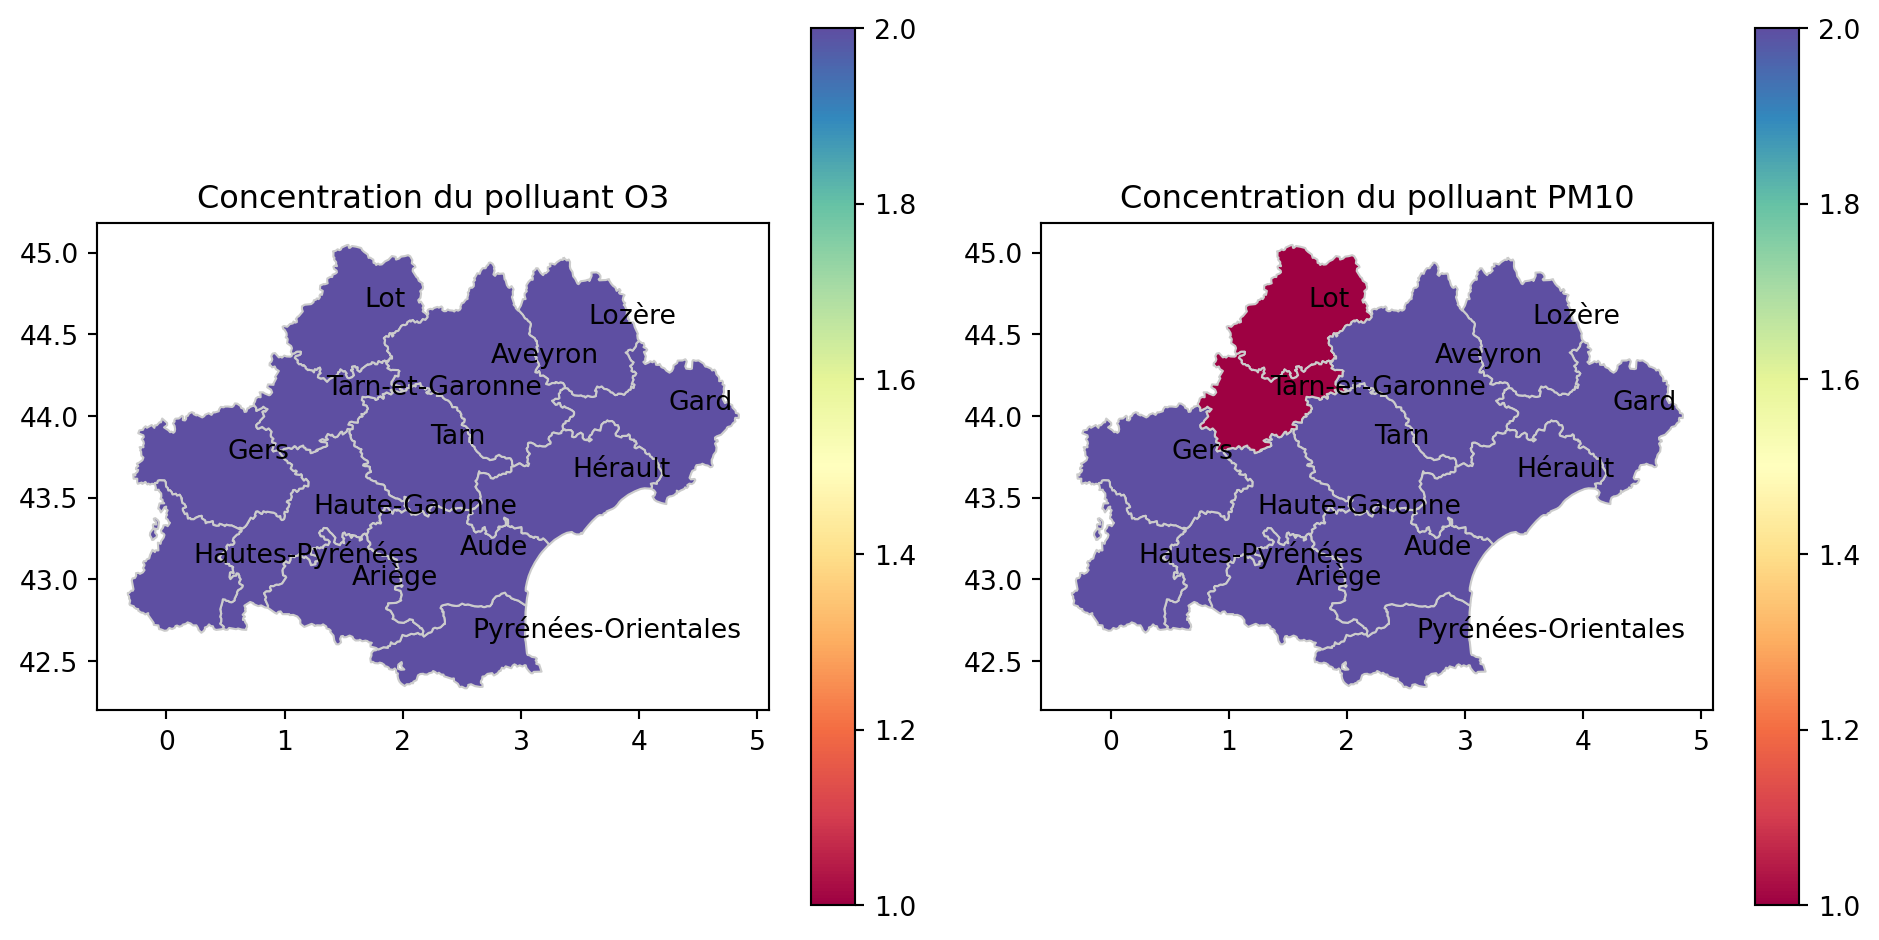 Concentration du polluant O3
45.0
44.5
44.0
43.5
43.0
42.5
0 1 2 3 4 5
Lot
Lozère
Aveyron
Tarn-et-Garonne
Gard
Tarn
Gers
Hérault
Haute-Garonne
Aude
Hautes-Pyrénées
Ariège
Pyrénées-Orientales
2.0
1.8
1.6
1.4
1.2
1.0
Concentration du polluant PM10
45.0
44.5
44.0
43.5
43.0
42.5
0 1 2 3 4 5
Lot
Lozère
Aveyron
Tarn-et-Garonne
Gard
Tarn
Gers
Hérault
Haute-Garonne
Aude
Hautes-Pyrénées
Ariège
Pyrénées-Orientales
2.0
1.8
1.6
1.4
1.2
1.0